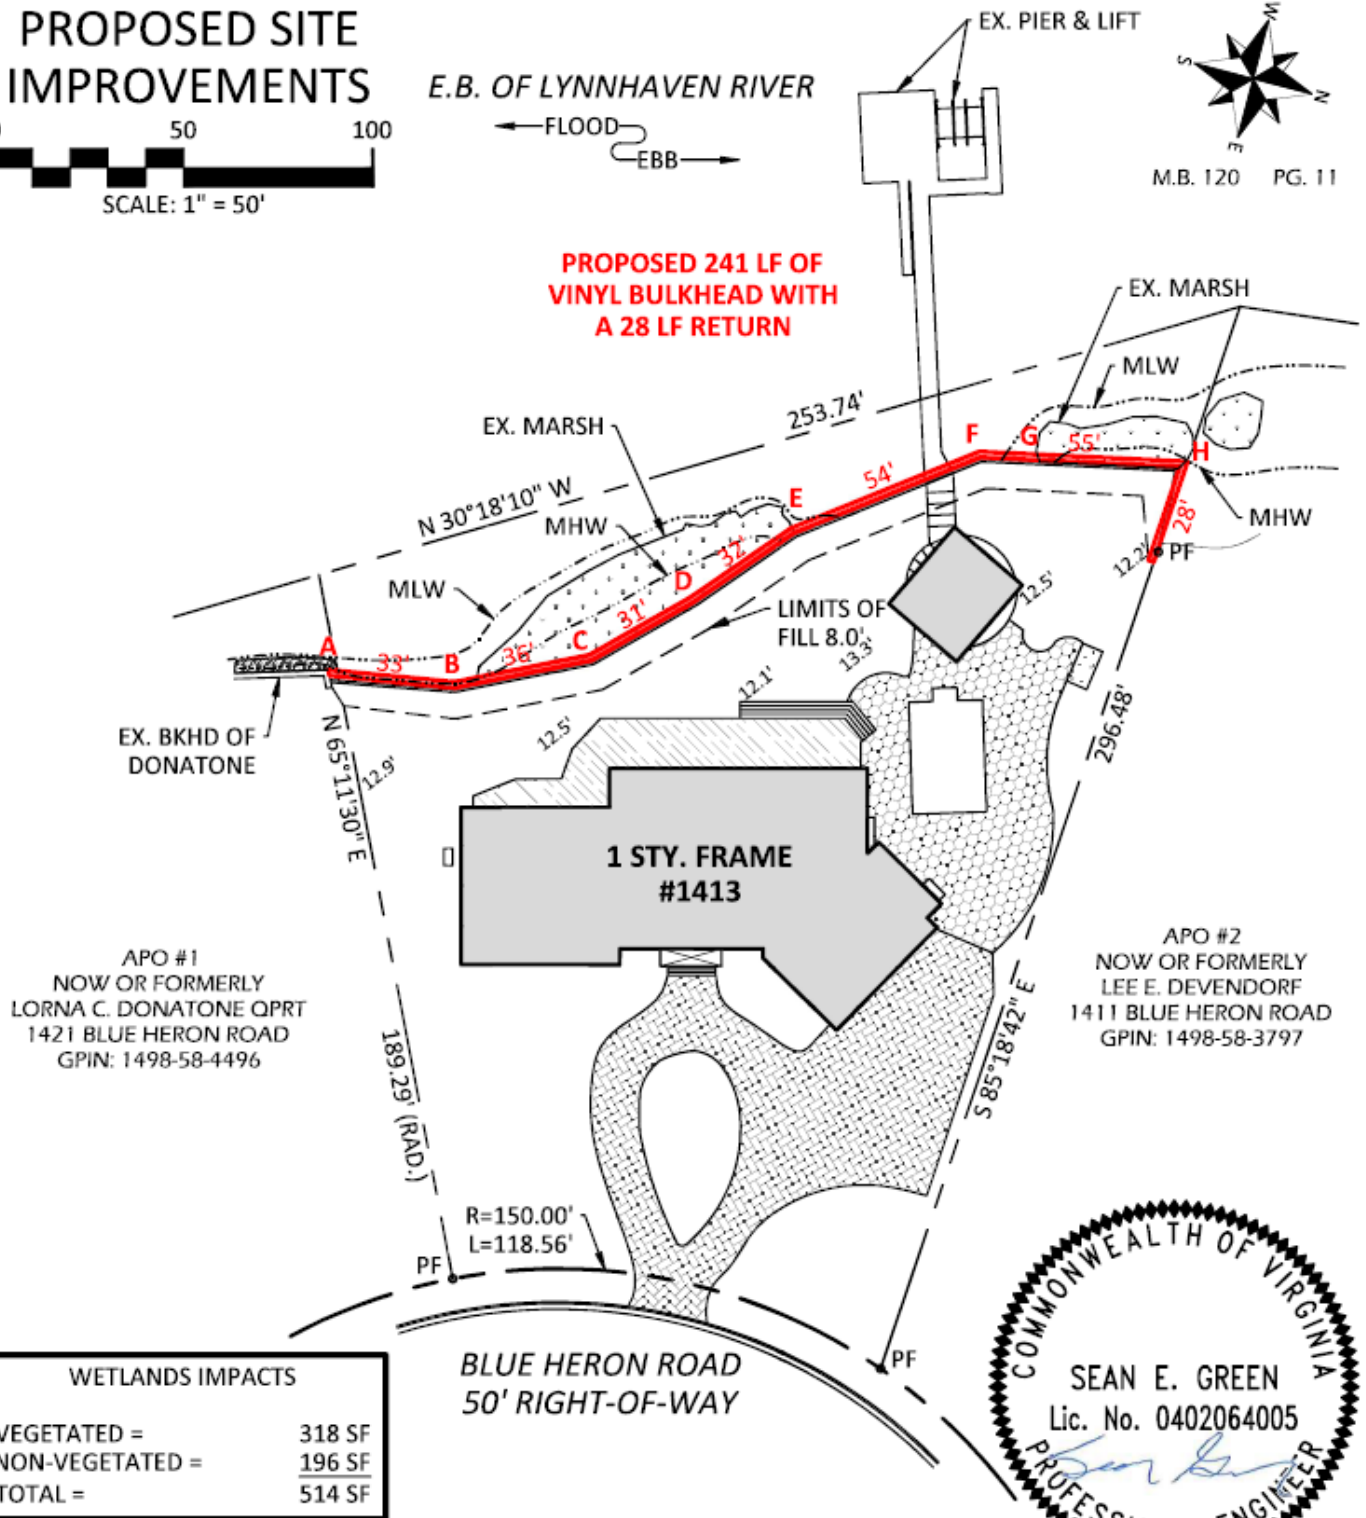 PROPOSED SITE
IMPROVEMENTS
50
100
SCALE: 1" = 50'
E.B. OF LYNNHAVEN RIVER
FLOOD
EBB
EX. PIER & LIFT
W
S
N
E
M.B. 120 PG. 11
PROPOSED 241 LF OF
VINYL BULKHEAD WITH
A 28 LF RETURN
EX. MARSH
MLW
253.74'
EX. MARSH
N 30°18'10" W
MHW
MLW
F
G
55'
H
54'
E
28'
MHW
PF
12.2'
32'
D
31'
C
36'
B
33'
A
LIMITS OF
FILL 8.0'
12.5'
13.3'
12.1'
12.5'
12.9'
EX. BKHD OF
DONATONE
N 65°11'30" E
296.48'
1 STY. FRAME
#1413
APO #1
NOW OR FORMERLY
LORNA C. DONATONE QPRT
1421 BLUE HERON ROAD
GPIN: 1498-58-4496
APO #2
NOW OR FORMERLY
LEE E. DEVENDORF
1411 BLUE HERON ROAD
GPIN: 1498-58-3797
189.29' (RAD.)
S 85°18'42" E
R=150.00'
L=118.56'
PF
PF
BLUE HERON ROAD
50' RIGHT-OF-WAY
WETLANDS IMPACTS
VEGETATED = 318 SF
NON-VEGETATED = 196 SF
TOTAL = 514 SF
COMMONWEALTH OF VIRGINIA
SEAN E. GREEN
Lic. No. 0402064005
Sean Green